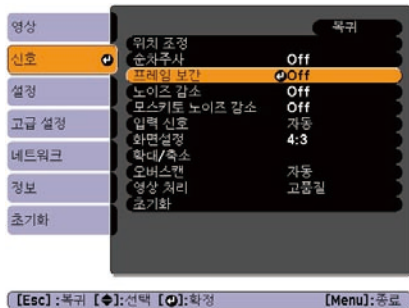 영상
신호
설정
고급 설정
네트워크
정보
초기화
복귀
위치 조정
순차주사 Off
프레임 보간 Off
노이즈 감소 Off
모스키토 노이즈 감소 Off
입력 신호 자동
화면설정 4:3
확대/축소
오버스캔 자동
영상 처리 고품질
초기화
[Esc] :복귀 [◆]:선택 [⏎]:확정 [Menu]:종료